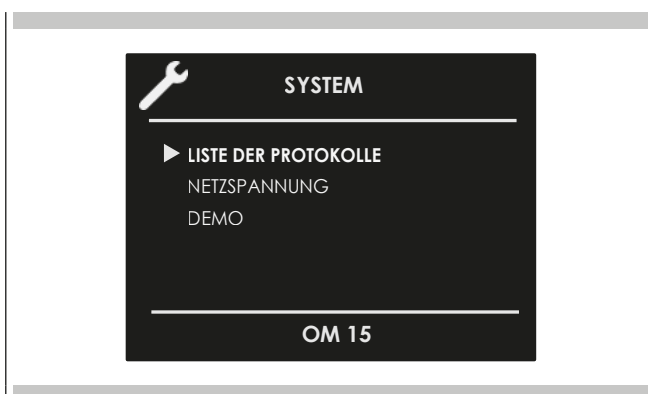 SYSTEM
LISTE DER PROTOKOLLE
NETZSPANNUNG
DEMO
OM 15